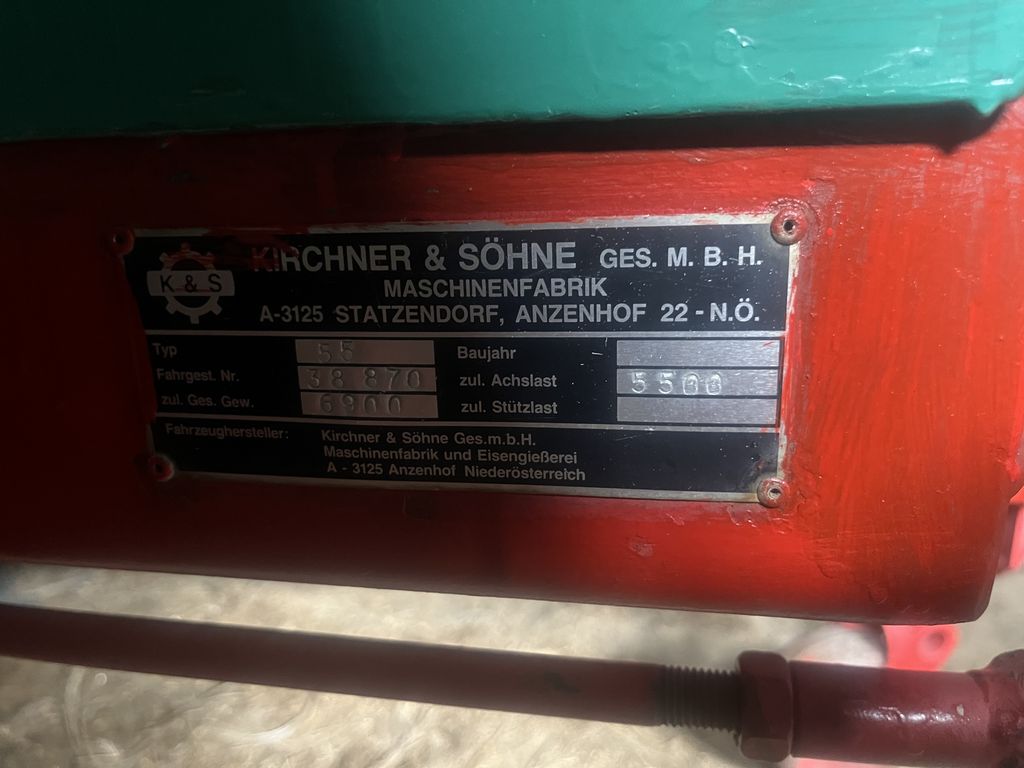 KIRCHNER & SÖHNE GES. M. B. H.
K & S
MASCHINENFABRIK
A-3125 STATZENDORF, ANZENHOF 22 - N.Ö.
Typ 55 Baujahr
Fahrgest. Nr. 38 870 zul. Achslast 5500
zul. Ges. Gew. 6900 zul. Stützlast
Fahrzeughersteller: Kirchner & Söhne Ges.m.b.H.
Maschinenfabrik und Eisengießerei
A - 3125 Anzenhof Niederösterreich